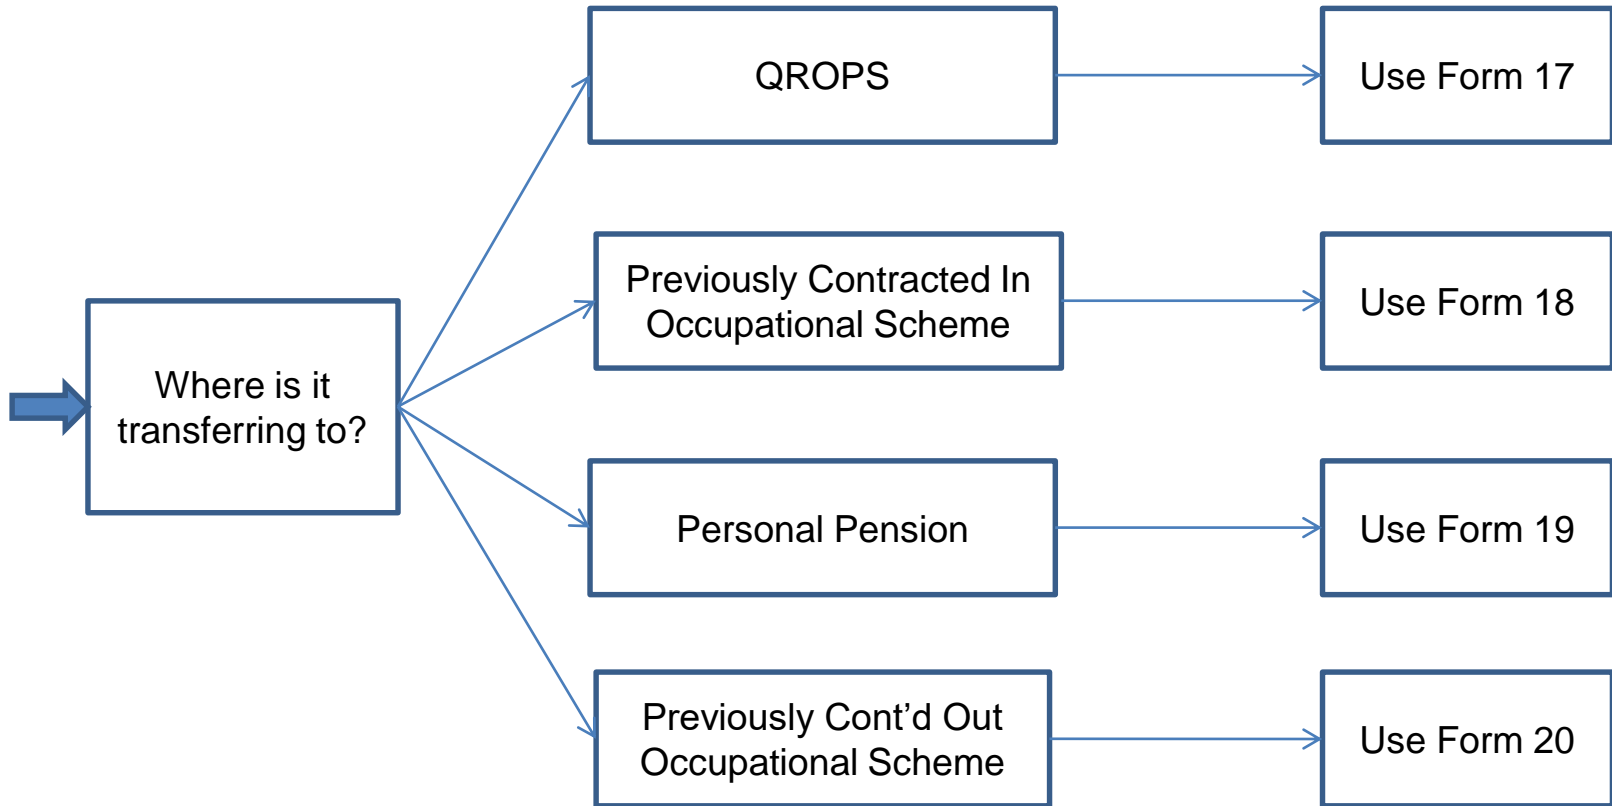 Where is it
transferring to?
QROPS
Use Form 17
Previously Contracted In
Occupational Scheme
Use Form 18
Personal Pension
Use Form 19
Previously Cont’d Out
Occupational Scheme
Use Form 20